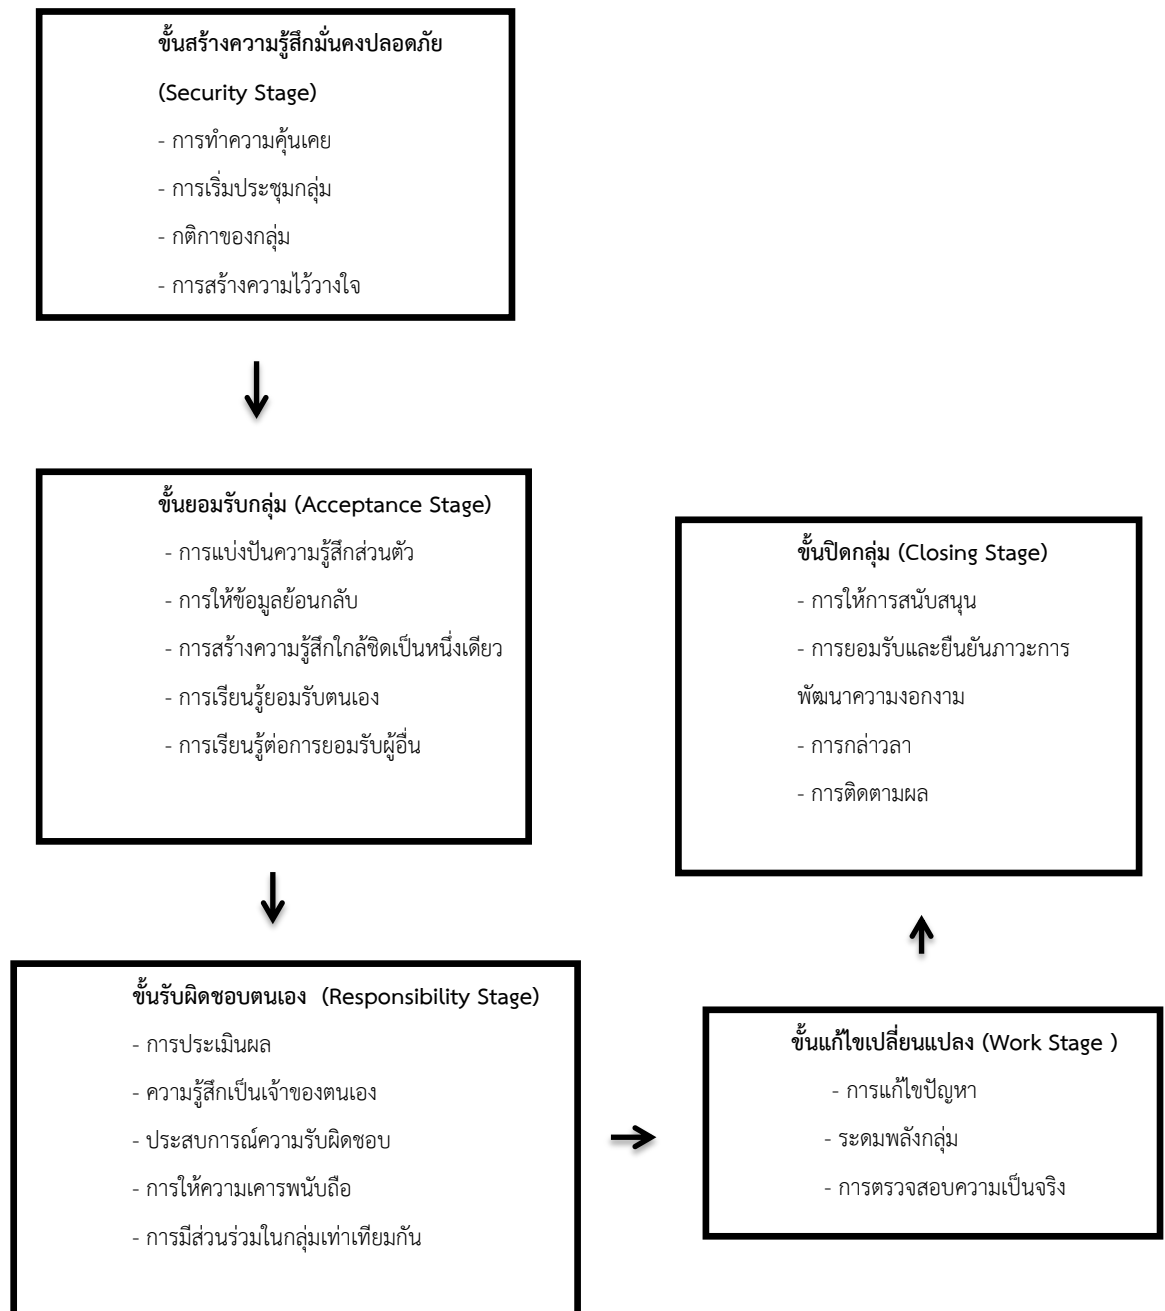 ขั้นสร้างความรู้สึกมั่นคงปลอดภัย
(Security Stage)
- การทำความคุ้นเคย
- การเริ่มประชุมกลุ่ม
- กติกาของกลุ่ม
- การสร้างความไว้วางใจ
ขั้นยอมรับกลุ่ม (Acceptance Stage)
- การแบ่งปันความรู้สึกส่วนตัว
- การให้ข้อมูลย้อนกลับ
- การสร้างความรู้สึกใกล้ชิดเป็นหนึ่งเดียว
- การเรียนรู้ยอมรับตนเอง
- การเรียนรู้ต่อการยอมรับผู้อื่น
ขั้นรับผิดชอบตนเอง (Responsibility Stage)
- การประเมินผล
- ความรู้สึกเป็นเจ้าของตนเอง
- ประสบการณ์ความรับผิดชอบ
- การให้ความเคารพนับถือ
- การมีส่วนร่วมในกลุ่มเท่าเทียมกัน
ขั้นแก้ไขเปลี่ยนแปลง (Work Stage )
- การแก้ไขปัญหา
- ระดมพลังกลุ่ม
- การตรวจสอบความเป็นจริง
ขั้นปิดกลุ่ม (Closing Stage)
- การให้การสนับสนุน
- การยอมรับและยืนยันภาวะการ
พัฒนาความงอกงาม
- การกล่าวลา
- การติดตามผล